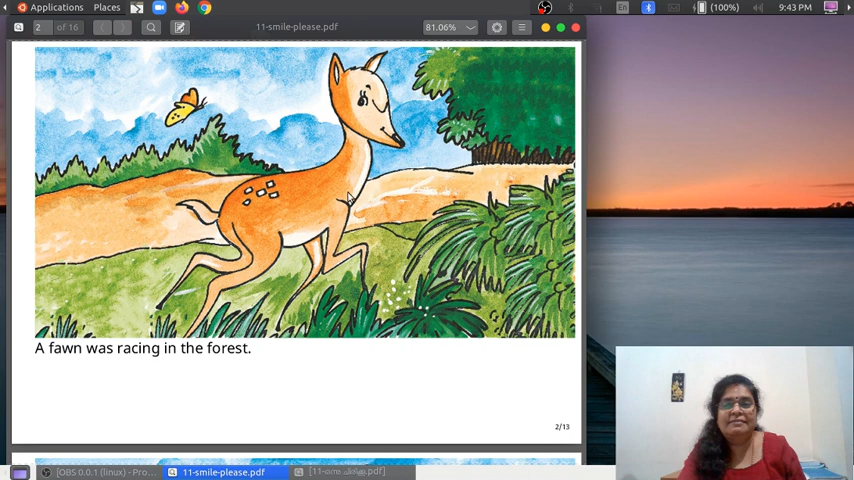 Applications Places En (100%) 9:43 PM
2 of 16 11-smile-please.pdf 81.06%
A fawn was racing in the forest.
2/13
[OBS 0.0.1 (linux) - Pro... 11-smile-please.pdf